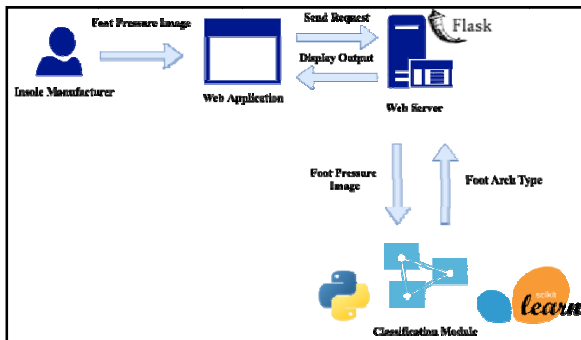 Foot Pressure Image
Send Request
Flask
Display Output
Insole Manufacturer
Web Application
Web Server
Foot Pressure
Image
Foot Arch Type
scikit
learn
Classification Module